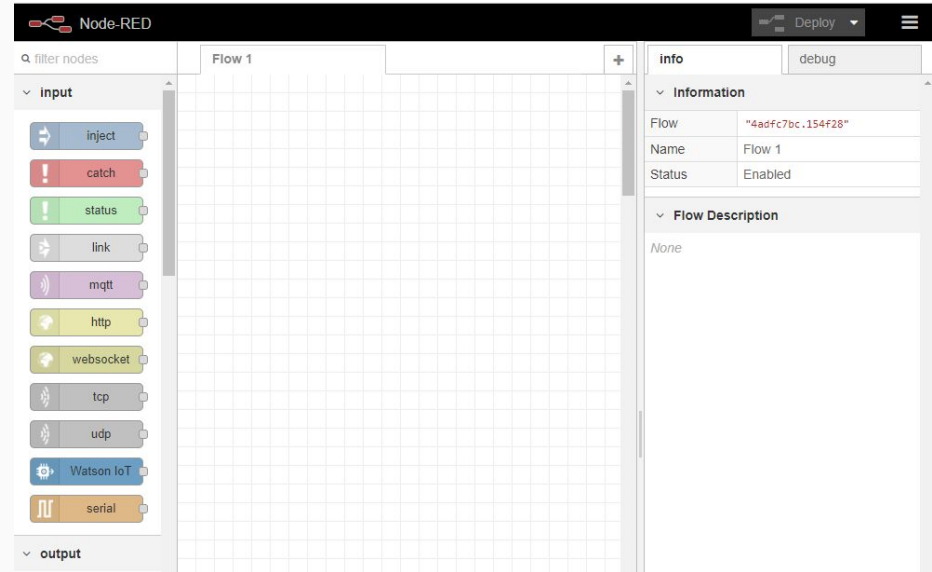 Node-RED
Deploy
filter nodes
Flow 1
+
info
debug
input
inject
catch
status
link
mqtt
http
websocket
tcp
udp
Watson IoT
serial
output
Information
Flow "4adfc7bc.154f28"
Name Flow 1
Status Enabled
Flow Description
None